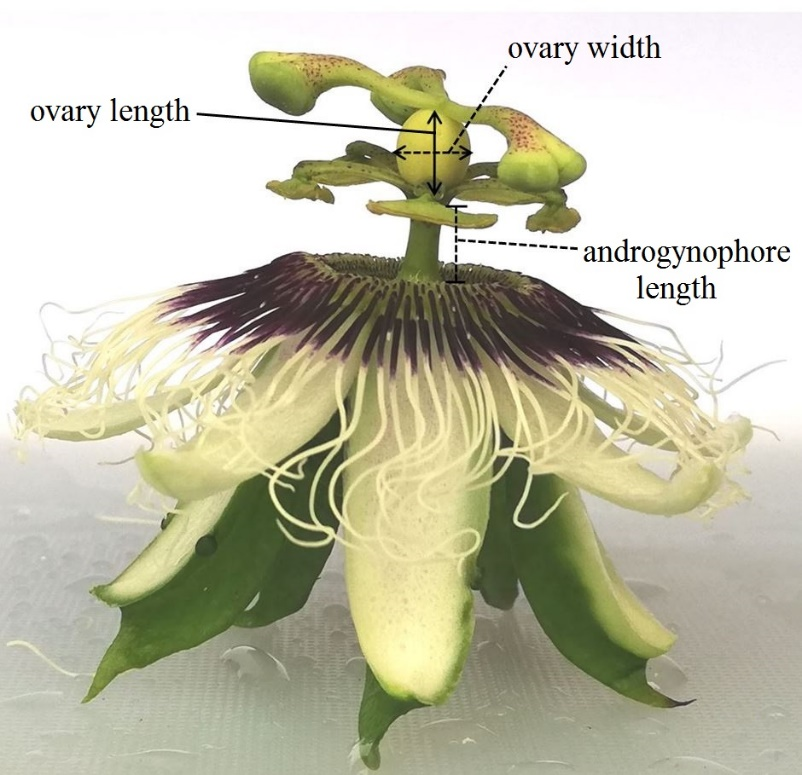 ovary width
ovary length
androgynophore
length